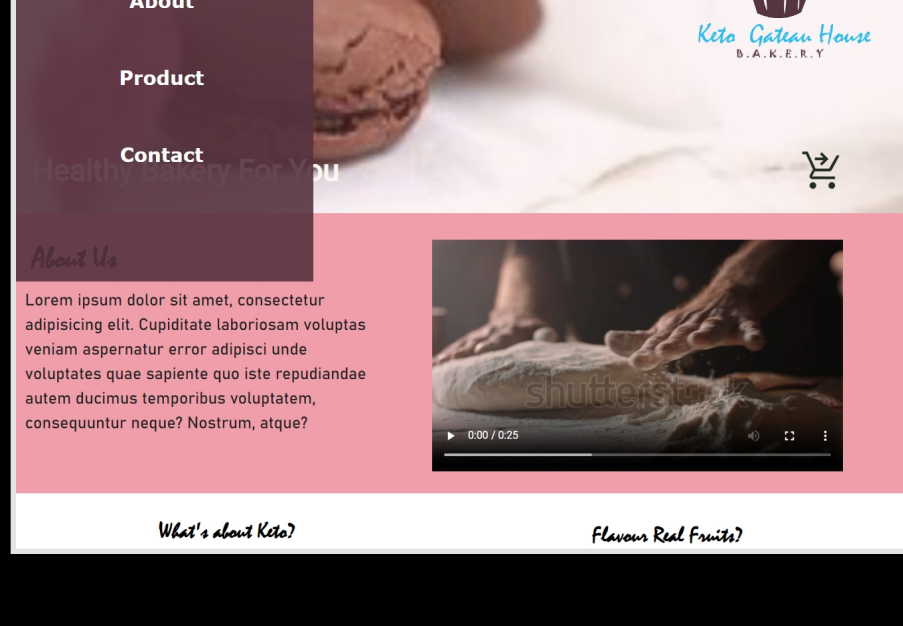 About
Keto Gateau House
B.A.K.E.R.Y
Product
Contact
Healthy Bakery For You
About Us
Lorem ipsum dolor sit amet, consectetur
adipisicing elit. Cupiditate laboriosam voluptas
veniam aspernatur error adipisci unde
voluptates quae sapiente quo iste repudiandae
autem ducimus temporibus voluptatem,
consequuntur neque? Nostrum, atque?
shutterstock
0:00 / 0:25
What's about Keto?
Flavour Real Fruits?